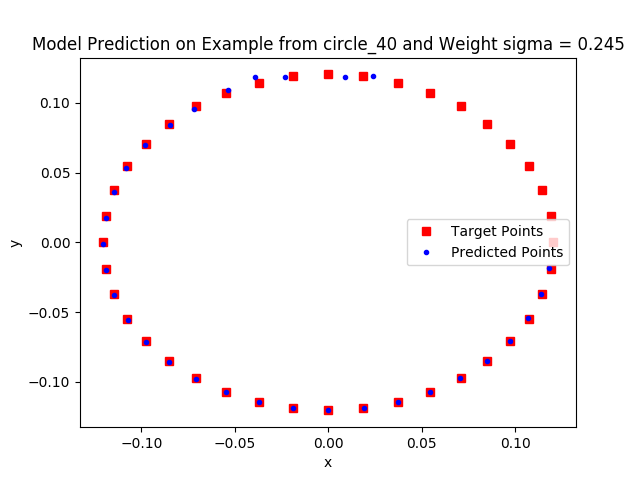 Model Prediction on Example from circle_40 and Weight sigma = 0.245
0.10
0.05
0.00
−0.05
−0.10
y
Target Points
Predicted Points
−0.10
−0.05
0.00
0.05
0.10
x